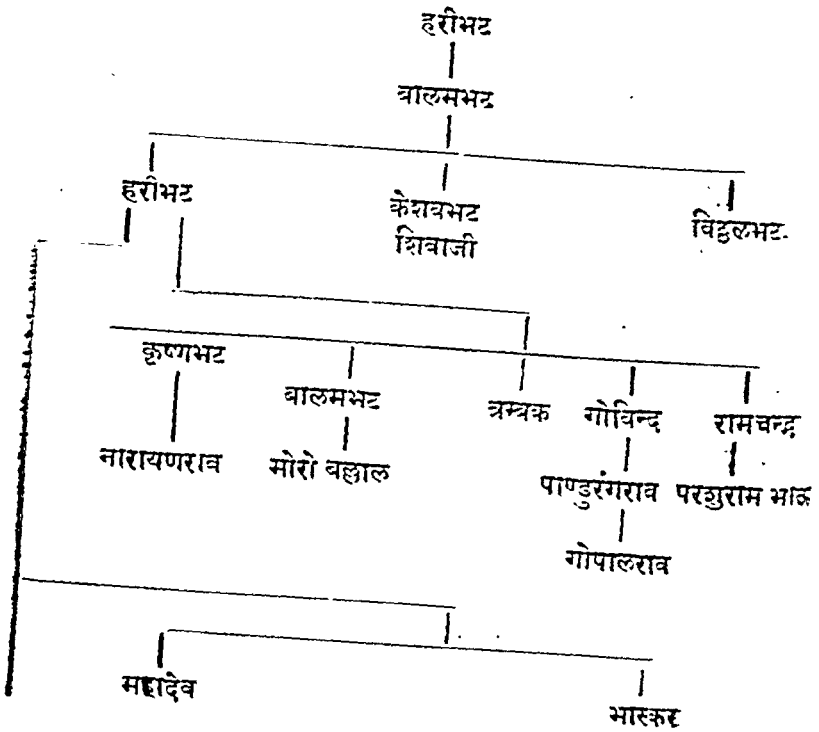 हरीभट
बालमभट
हरीभट केशवभट विठ्ठलभट
शिवाजी
कृष्णभट बालमभट त्र्यम्बक गोविन्द रामचन्द्र
नारायणराव मोरो बल्लाल पाण्डुरंगराव परशुराम भाऊ
गोपालराव
महादेव भास्कर